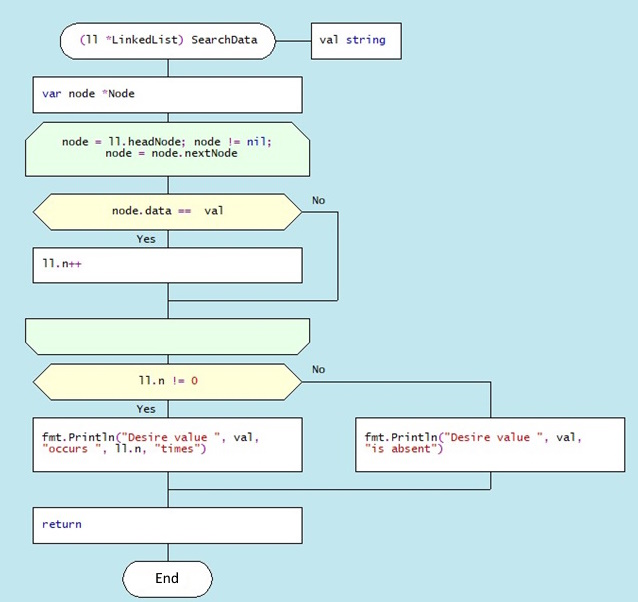 (ll *LinkedList) SearchData
val string
var node *Node
node = ll.headNode; node != nil;
node = node.nextNode
node.data == val
No
Yes
ll.n++
ll.n != 0
No
Yes
fmt.Println("Desire value ", val,
"occurs ", ll.n, "times")
fmt.Println("Desire value ", val,
"is absent")
return
End